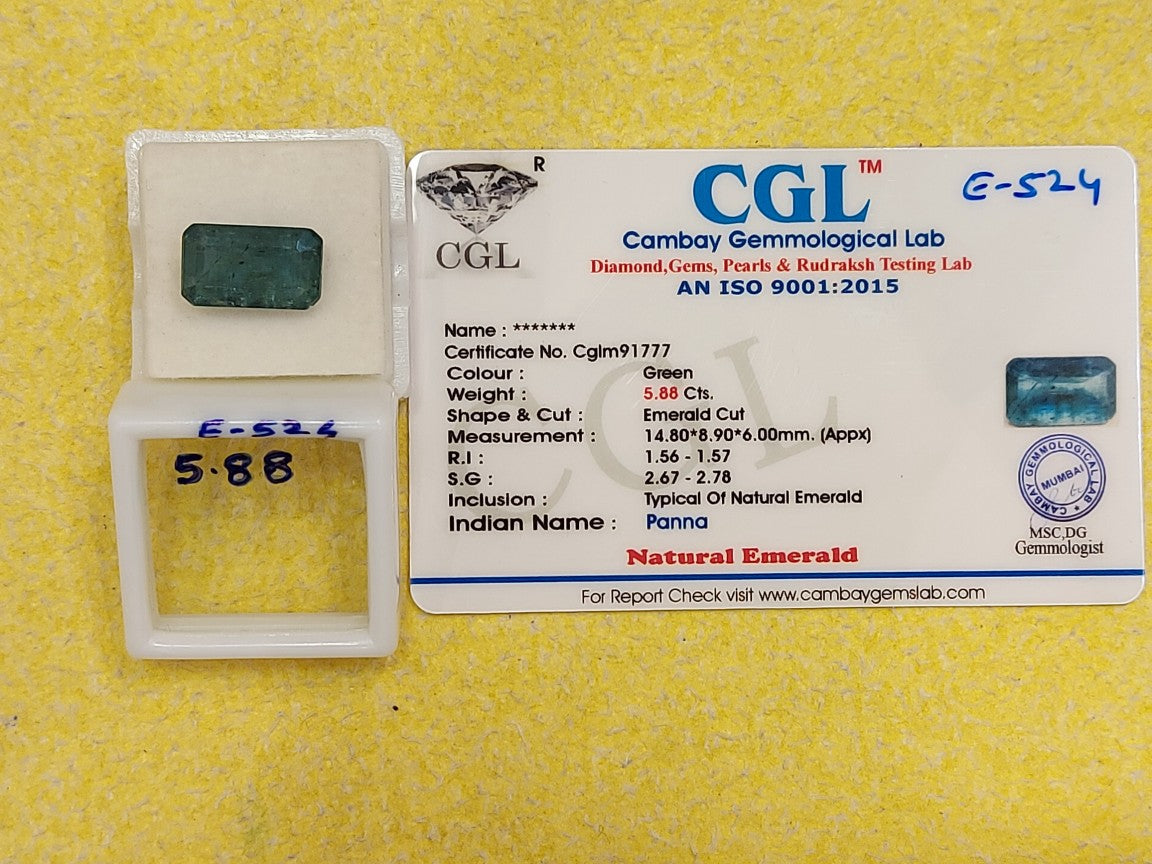 E-524
5.88
R
CGL
CGL™
E-524
Cambay Gemmological Lab
Diamond,Gems, Pearls & Rudraksh Testing Lab
AN ISO 9001:2015
Name : *******
Certificate No. Cglm91777
Colour : Green
Weight : 5.88 Cts.
Shape & Cut : Emerald Cut
Measurement : 14.80*8.90*6.00mm. (Appx)
R.I : 1.56 - 1.57
S.G : 2.67 - 2.78
Inclusion : Typical Of Natural Emerald
Indian Name : Panna
Natural Emerald
CGL
CAMBAY GEMMOLOGICAL LAB
MUMBAI
MSC,DG
Gemmologist
For Report Check visit www.cambaygemslab.com